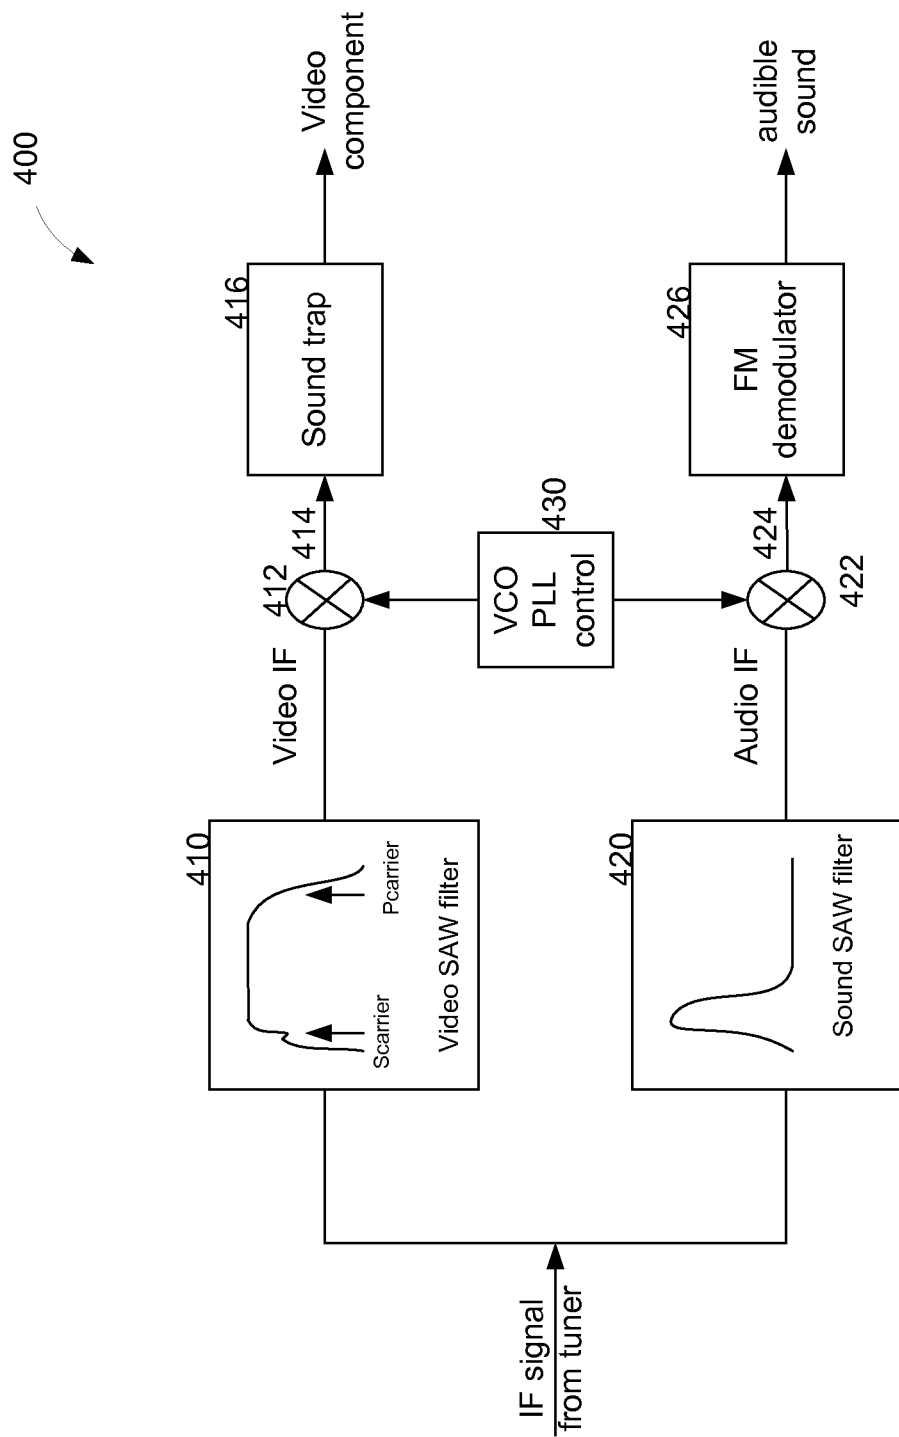 400
IF signal
from tuner
410
Scarrier
Pcarrier
Video SAW filter
Video IF
412
414
416
Sound trap
Video
component
VCO
PLL
control
430
420
Sound SAW filter
Audio IF
422
424
426
FM
demodulator
audible
sound